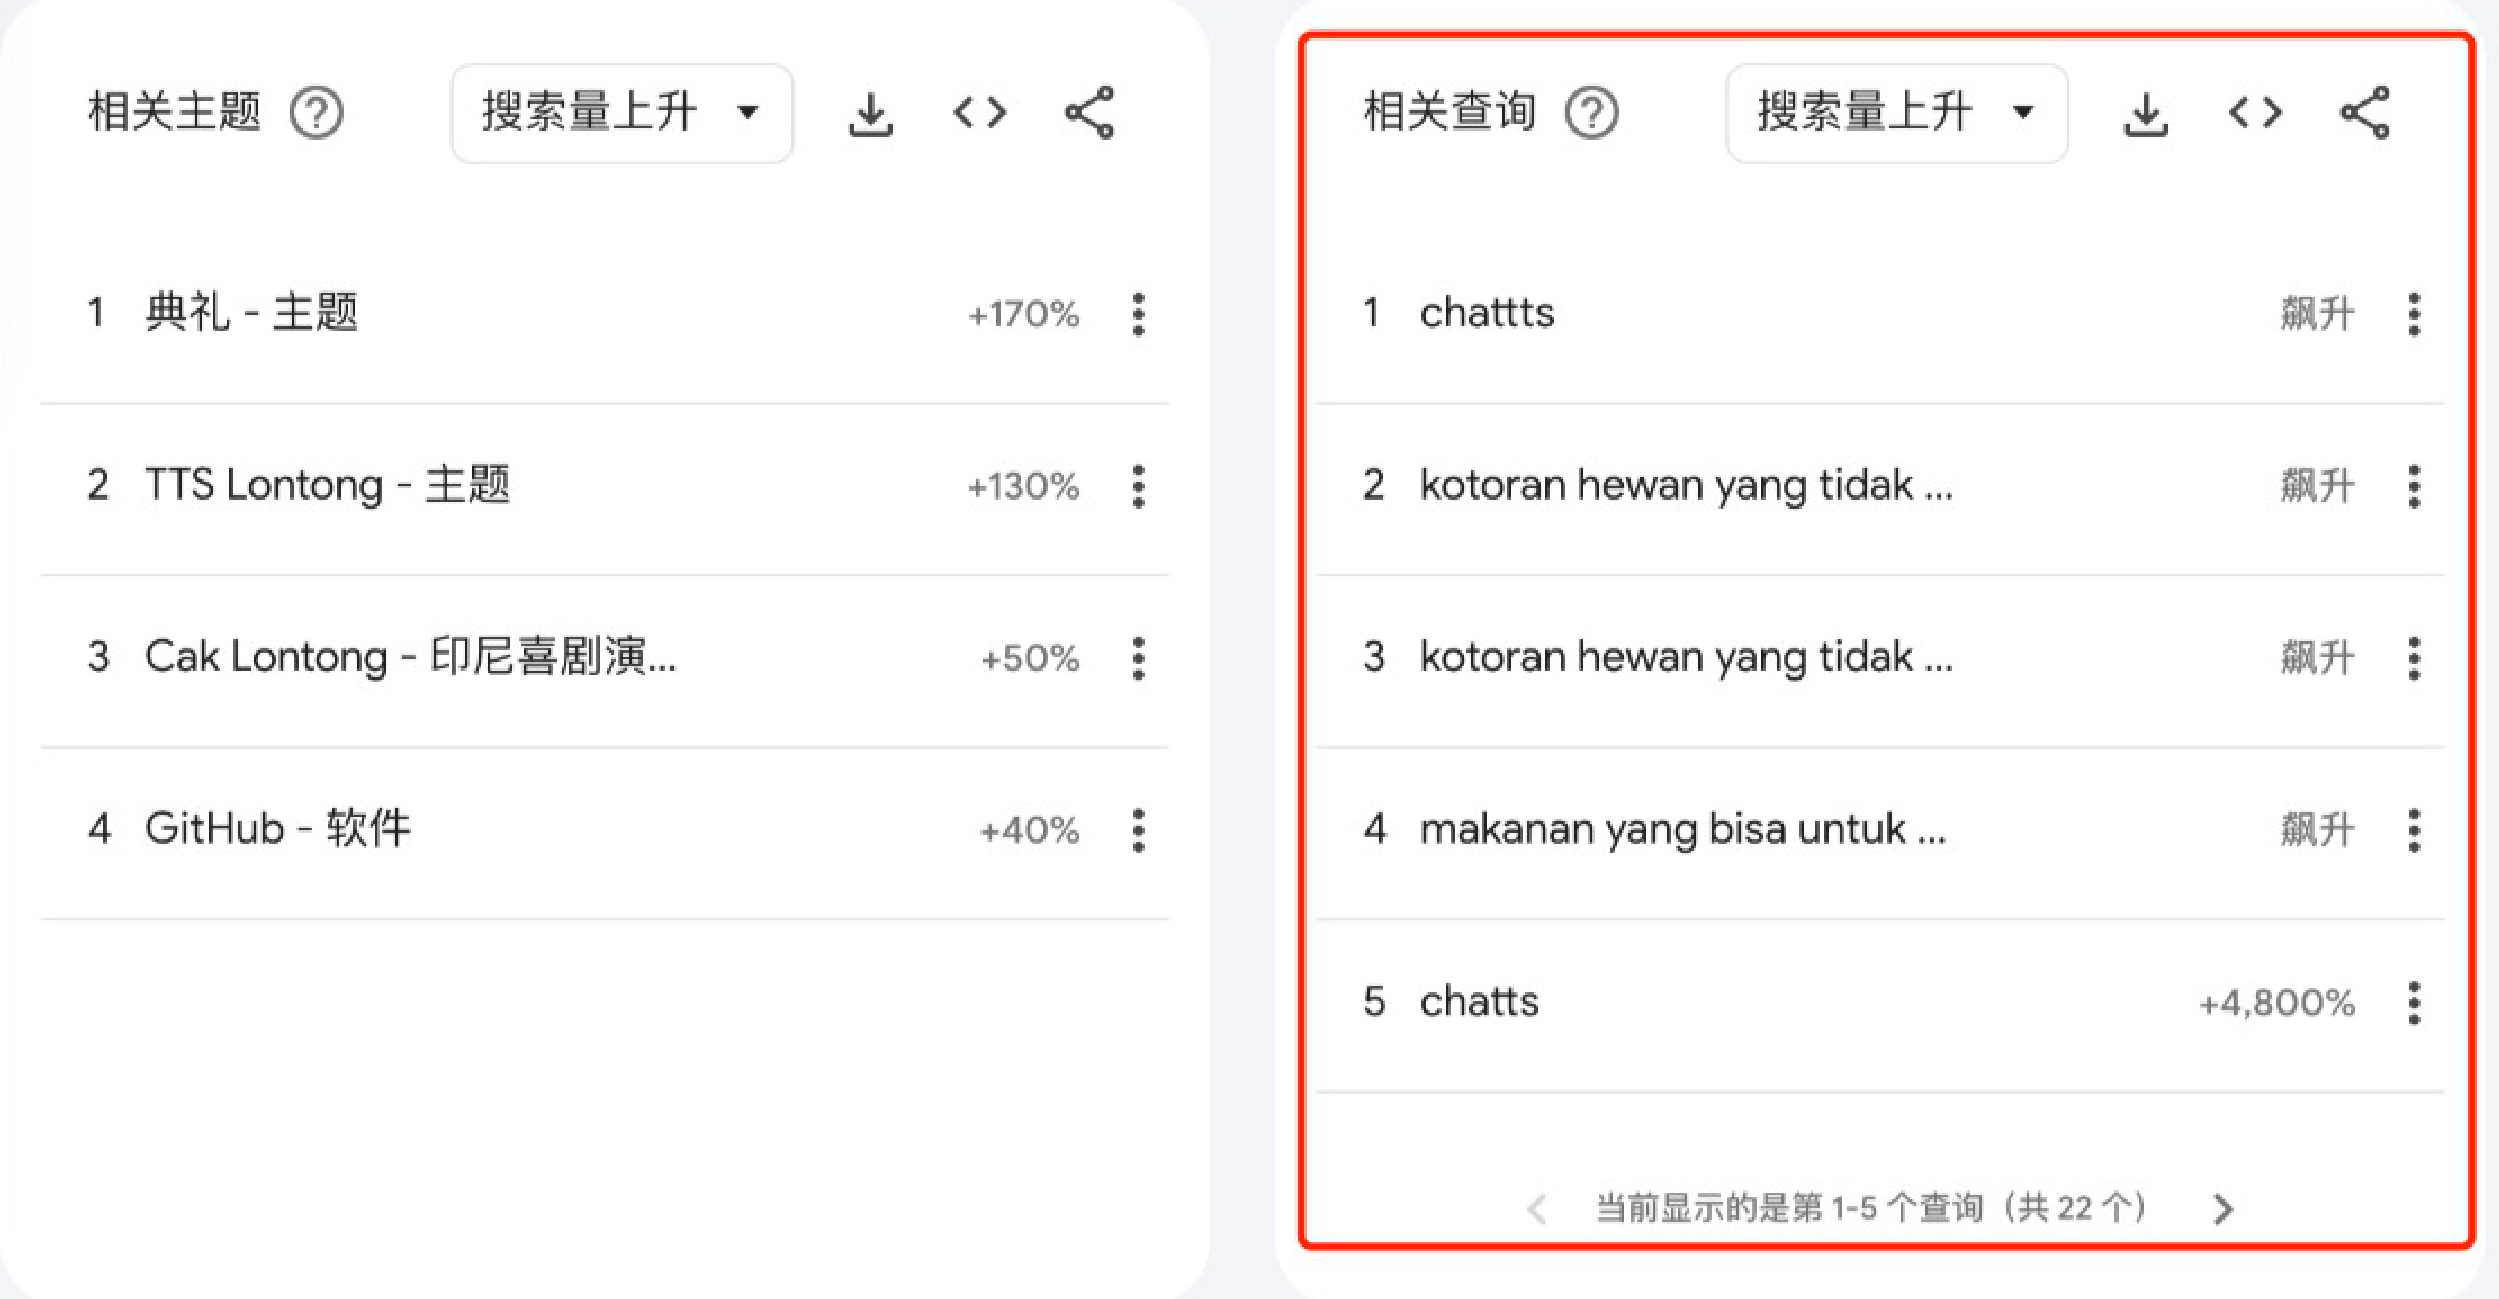 相关主题
搜索量上升
1 典礼 - 主题 +170%
2 TTS Lontong - 主题 +130%
3 Cak Lontong - 印尼喜剧演... +50%
4 GitHub - 软件 +40%
相关查询
搜索量上升
1 chattts 飙升
2 kotoran hewan yang tidak ... 飙升
3 kotoran hewan yang tidak ... 飙升
4 makanan yang bisa untuk ... 飙升
5 chatts +4,800%
当前显示的是第 1-5 个查询（共 22 个）